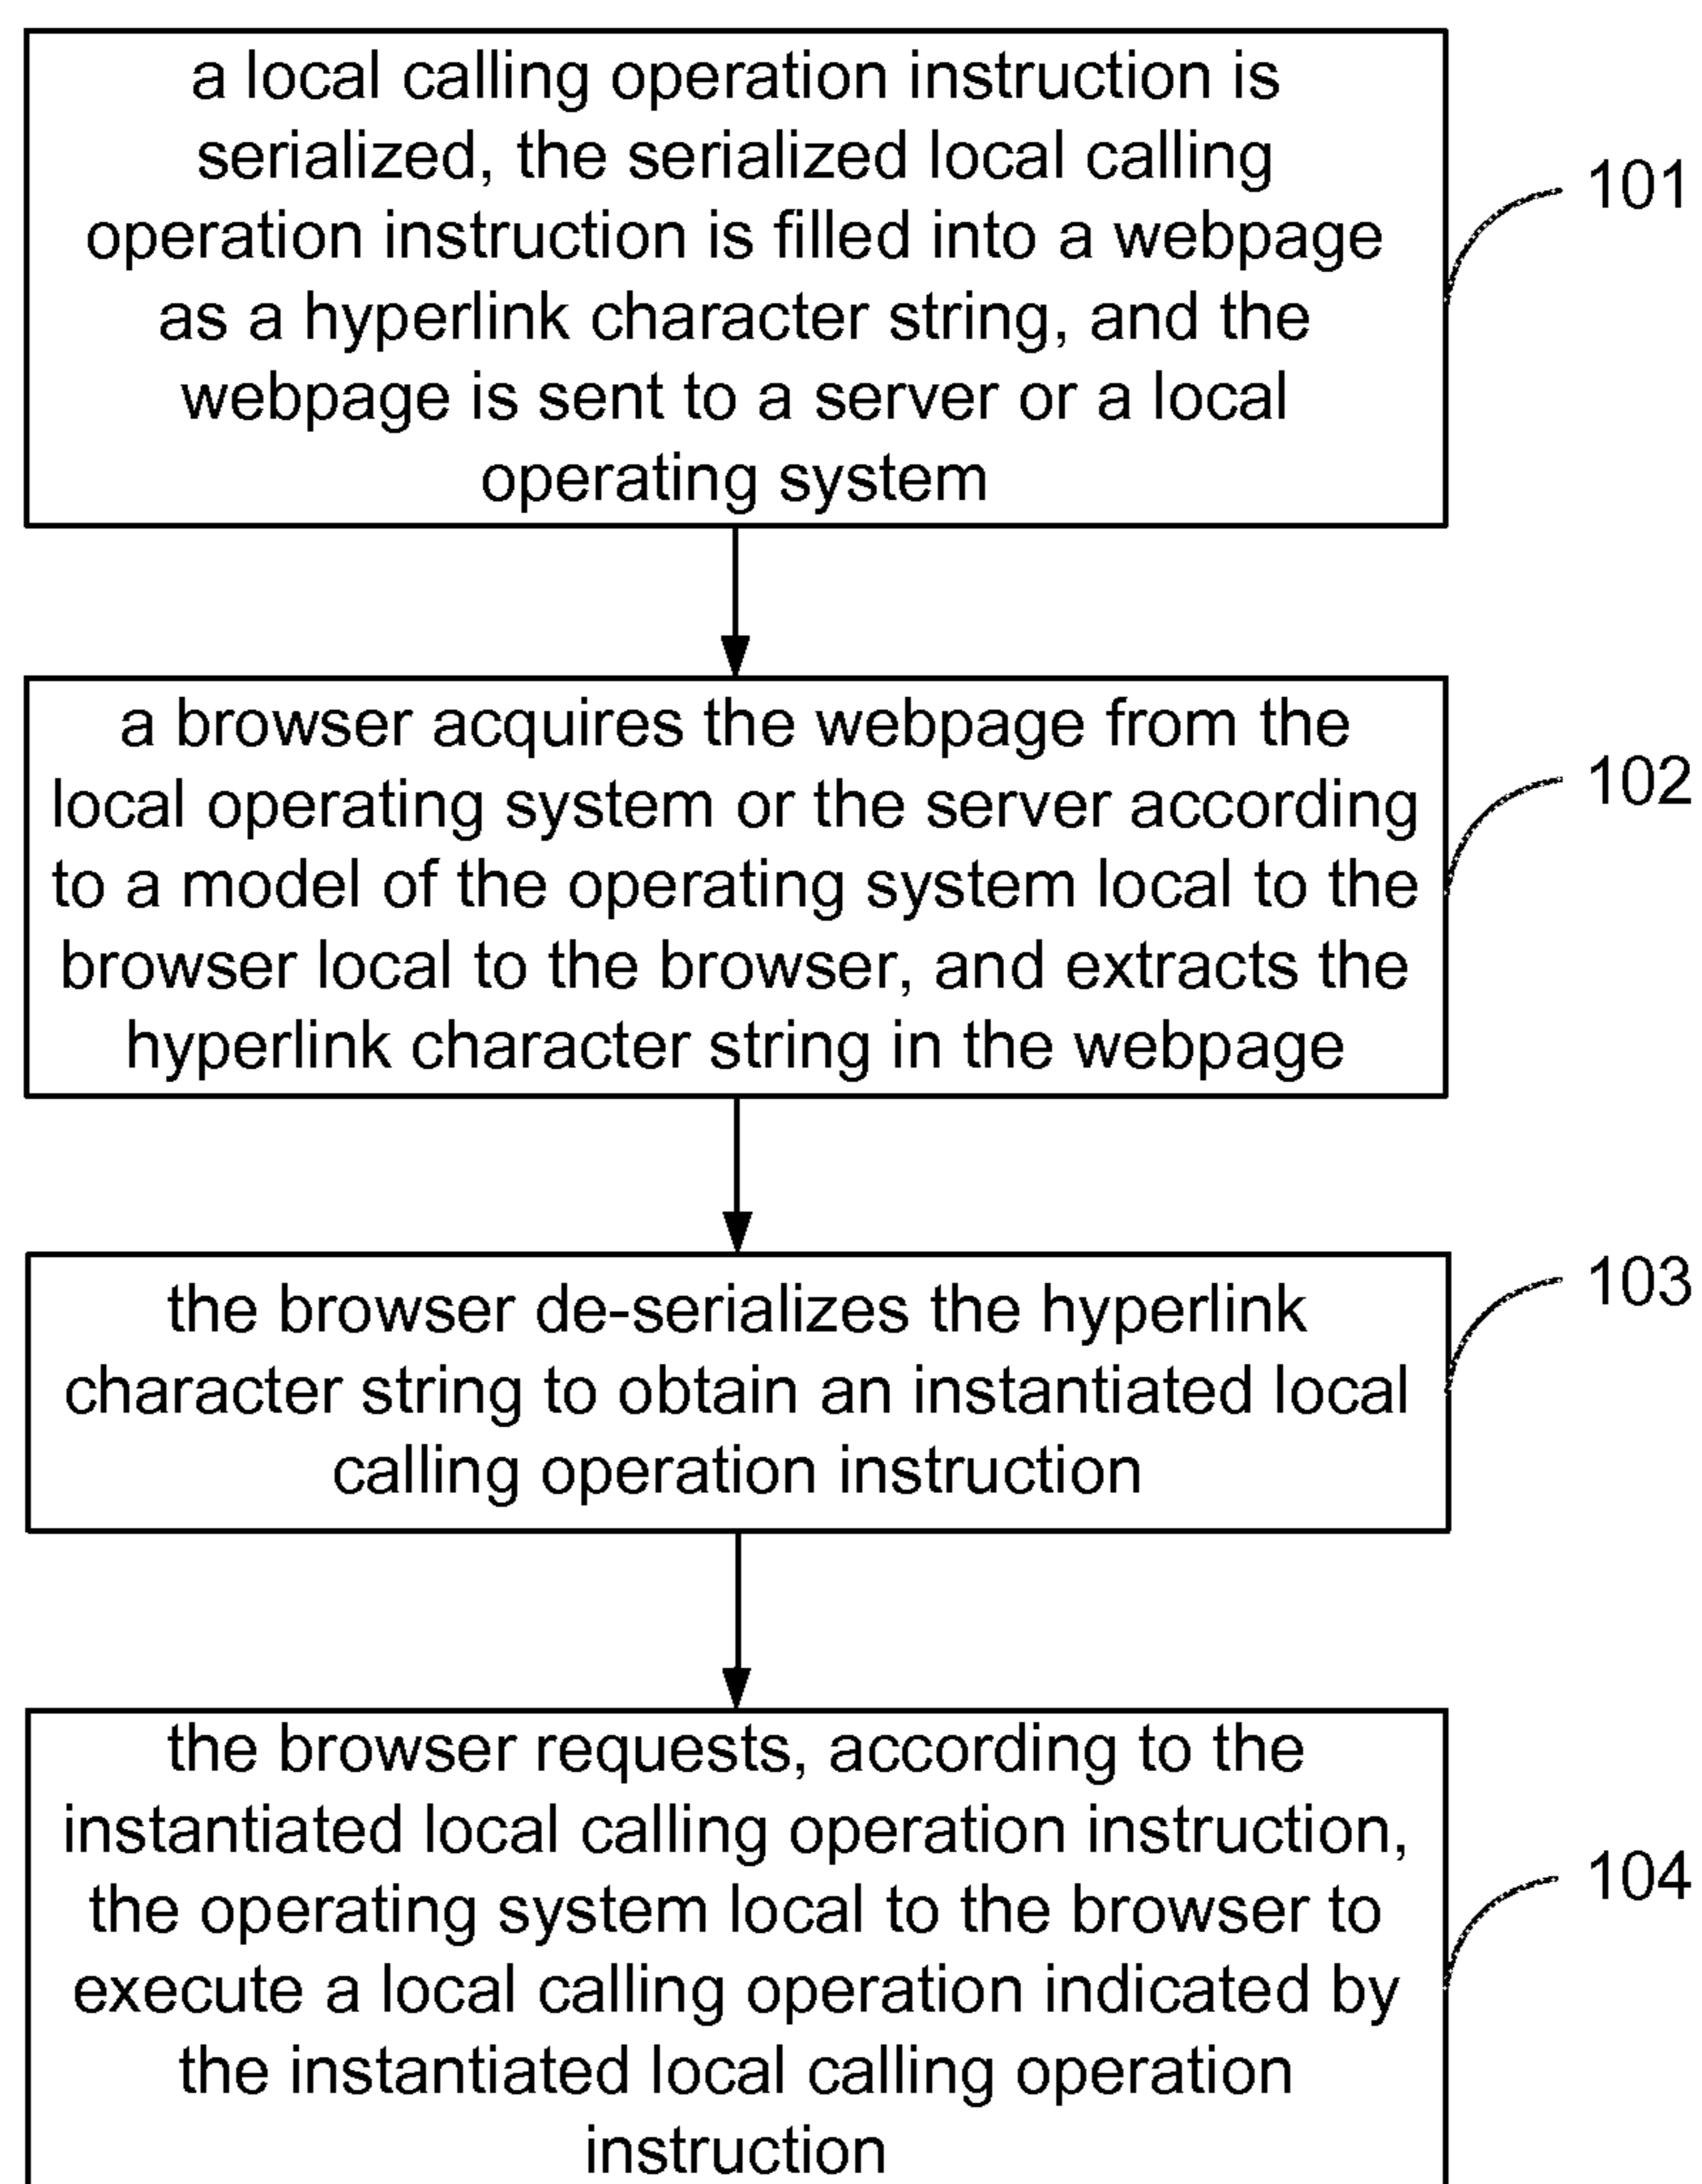 a local calling operation instruction is
serialized, the serialized local calling
operation instruction is filled into a webpage
as a hyperlink character string, and the
webpage is sent to a server or a local
operating system
101
a browser acquires the webpage from the
local operating system or the server according
to a model of the operating system local to the
browser local to the browser, and extracts the
hyperlink character string in the webpage
102
the browser de-serializes the hyperlink
character string to obtain an instantiated local
calling operation instruction
103
the browser requests, according to the
instantiated local calling operation instruction,
the operating system local to the browser to
execute a local calling operation indicated by
the instantiated local calling operation
instruction
104